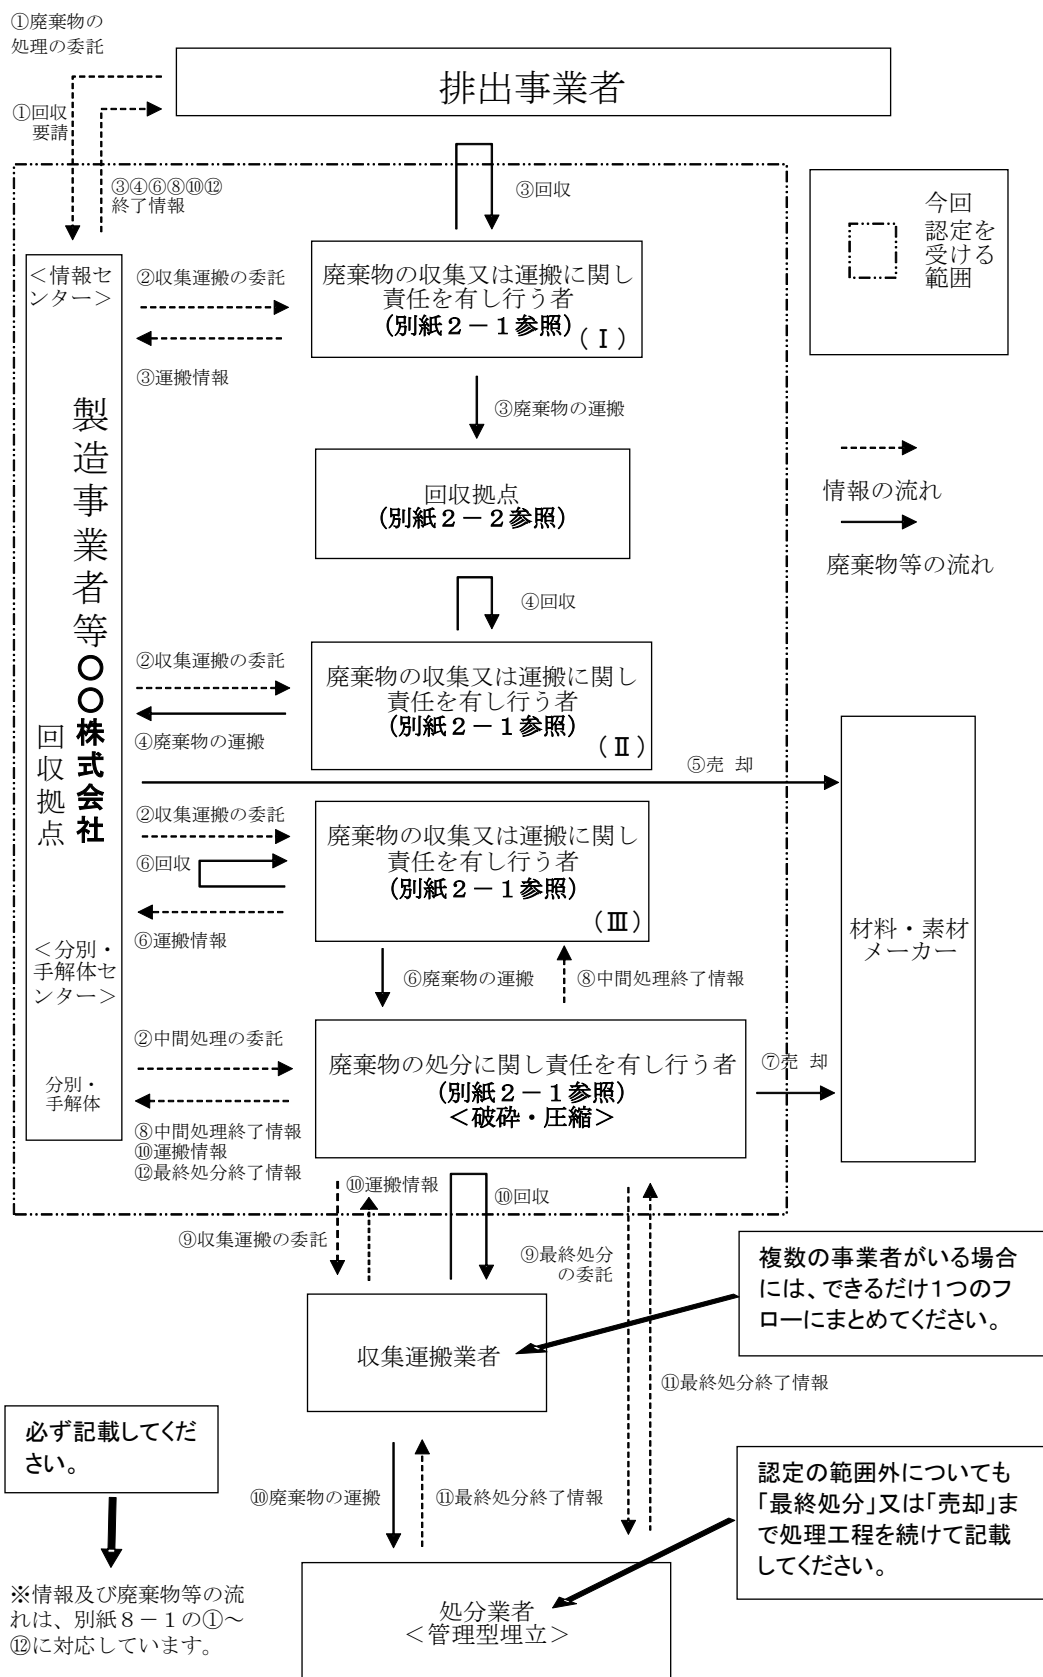 ①廃棄物の
処理の委託
排出事業者
①回収
要請
③④⑥⑧⑩⑫
終了情報
③回収
今回
認定を
受ける
範囲
＜情報セ
ンター＞
②収集運搬の委託
廃棄物の収集又は運搬に関し
責任を有し行う者
(別紙２－１参照)
(Ⅰ)
③運搬情報
③廃棄物の運搬
製造事業者等〇〇株式会社
回収拠点
回収拠点
(別紙２－２参照)
情報の流れ
廃棄物等の流れ
④回収
②収集運搬の委託
廃棄物の収集又は運搬に関し
責任を有し行う者
(別紙２－１参照)
(Ⅱ)
④廃棄物の運搬
⑤売 却
②収集運搬の委託
廃棄物の収集又は運搬に関し
責任を有し行う者
(別紙２－１参照)
(Ⅲ)
⑥回収
⑥運搬情報
材料・素材
メーカー
＜分別・
手解体セ
ンター＞
⑥廃棄物の運搬
⑧中間処理終了情報
②中間処理の委託
廃棄物の処分に関し責任を有し行う者
(別紙２－１参照)
＜破砕・圧縮＞
⑦売 却
分別・
手解体
⑧中間処理終了情報
⑩運搬情報
⑫最終処分終了情報
⑩運搬情報
⑩回収
⑨収集運搬の委託
⑨最終処分
の委託
複数の事業者がいる場合
には、できるだけ１つのフ
ローにまとめてください。
収集運搬業者
⑪最終処分終了情報
必ず記載してくだ
さい。
⑩廃棄物の運搬
⑪最終処分終了情報
認定の範囲外についても
「最終処分」又は「売却」ま
で処理工程を続けて記載
してください。
※情報及び廃棄物等の流
れは、別紙８－１の①～
⑫に対応しています。
処分業者
＜管理型埋立＞